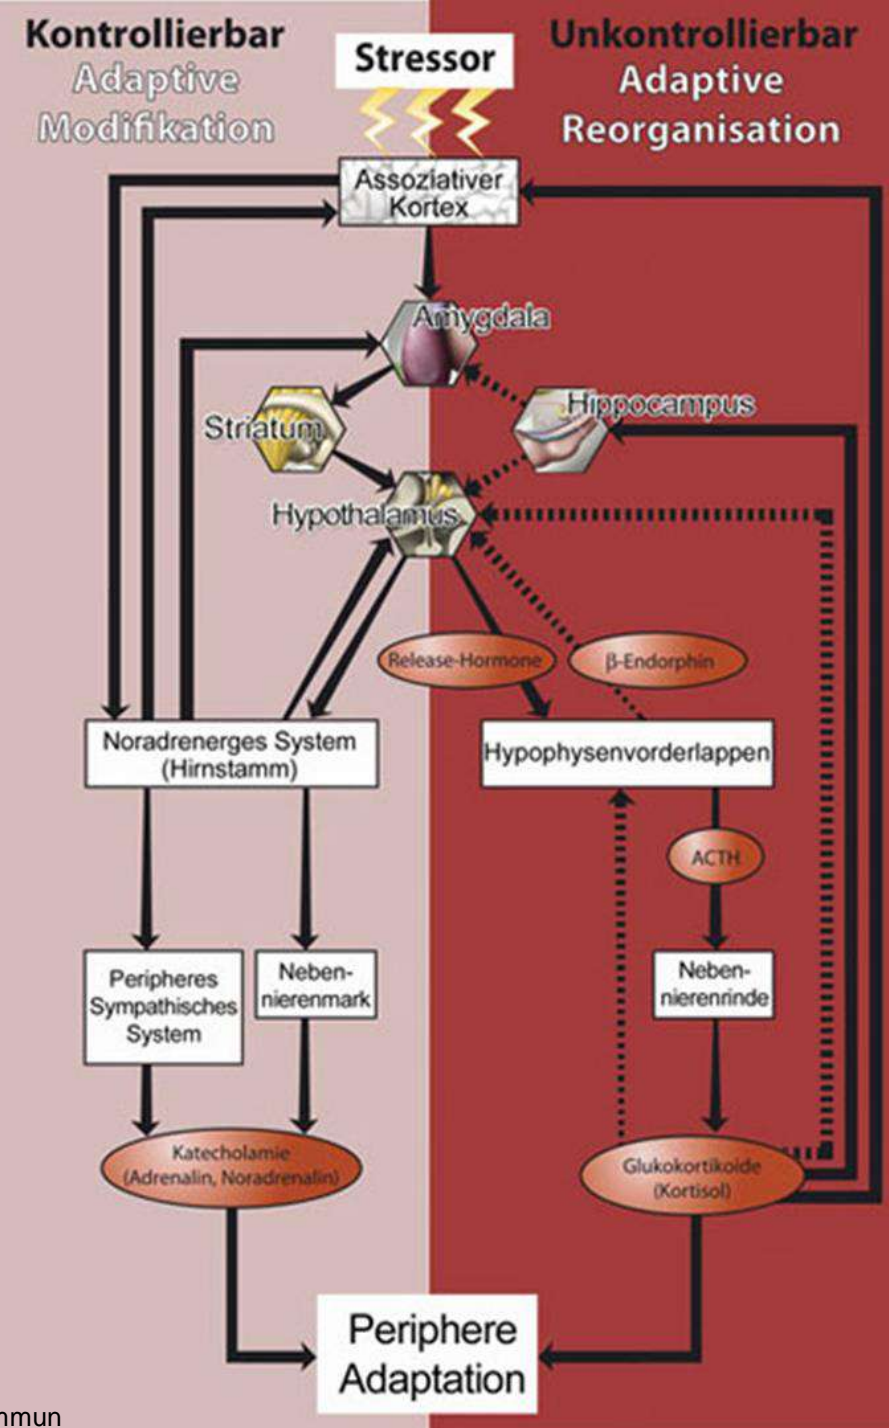 Kontrollierbar
Adaptive
Modifikation
Stressor
Unkontrollierbar
Adaptive
Reorganisation
Assoziativer
Kortex
Amygdala
Hippocampus
Striatum
Hypothalamus
Release-Hormone
β-Endorphin
Noradrenerges System
(Hirnstamm)
Hypophysenvorderlappen
ACTH
Peripheres
Sympathisches
System
Neben-
nierenmark
Neben-
nierenrinde
Katecholamie
(Adrenalin, Noradrenalin)
Glukokortikoide
(Kortisol)
Periphere
Adaptation